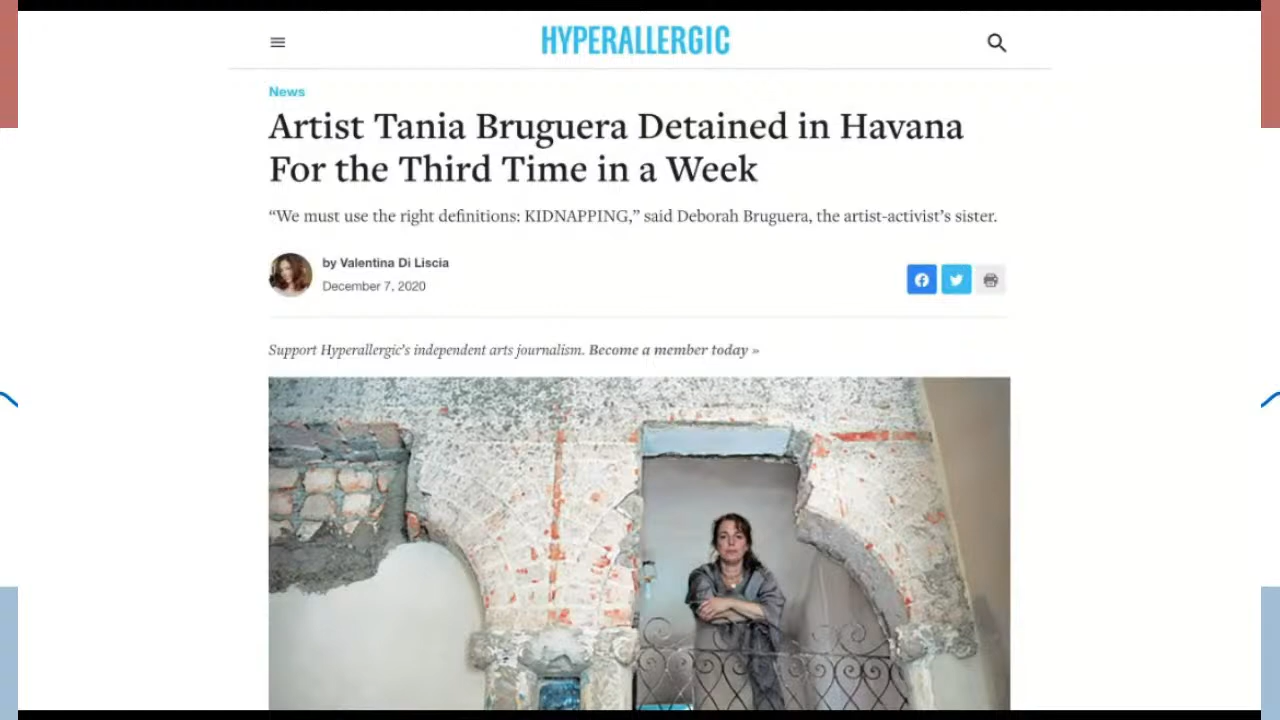 HYPERALLERGIC
News
Artist Tania Bruguera Detained in Havana
For the Third Time in a Week
“We must use the right definitions: KIDNAPPING,” said Deborah Bruguera, the artist-activist’s sister.
by Valentina Di Liscia
December 7, 2020
Support Hyperallergic’s independent arts journalism. Become a member today »